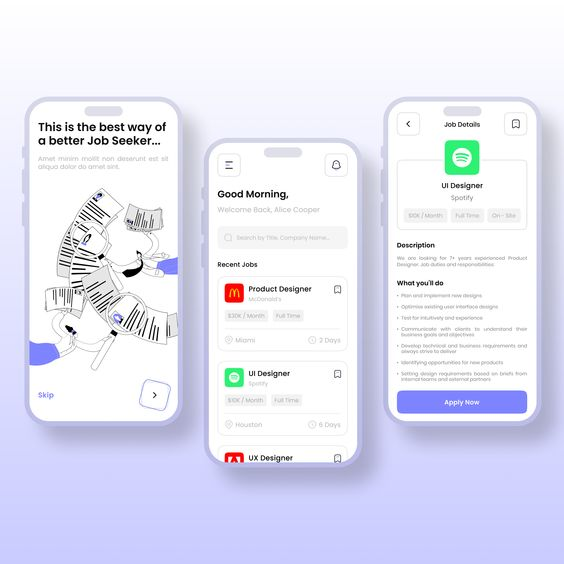 This is the best way of
a better Job Seeker...
Amet minim mollit non deserunt est sit
aliqua dolor do amet sint.
Skip
Good Morning,
Welcome Back, Alice Cooper
Search by Title, Company Name...
Recent Jobs
Product Designer
McDonald's
$30K / Month
Full Time
Miami
2 Days
UI Designer
Spotify
$10K / Month
Full Time
Houston
6 Days
UX Designer
Job Details
UI Designer
Spotify
$10K / Month
Full Time
On - Site
Description
We are looking for 7+ years experienced Product
Designer. Job duties and responsibilities:
What you'll do
• Plan and implement new designs
• Optimise existing user interface designs
• Test for intuitively and experience
• Communicate with clients to understand their
business goals and objectives
• Develop technical and business requirements and
always strive to deliver
• Identifying opportunities for new products
• Setting design requirements based on briefs from
internal teams and external partners
Apply Now